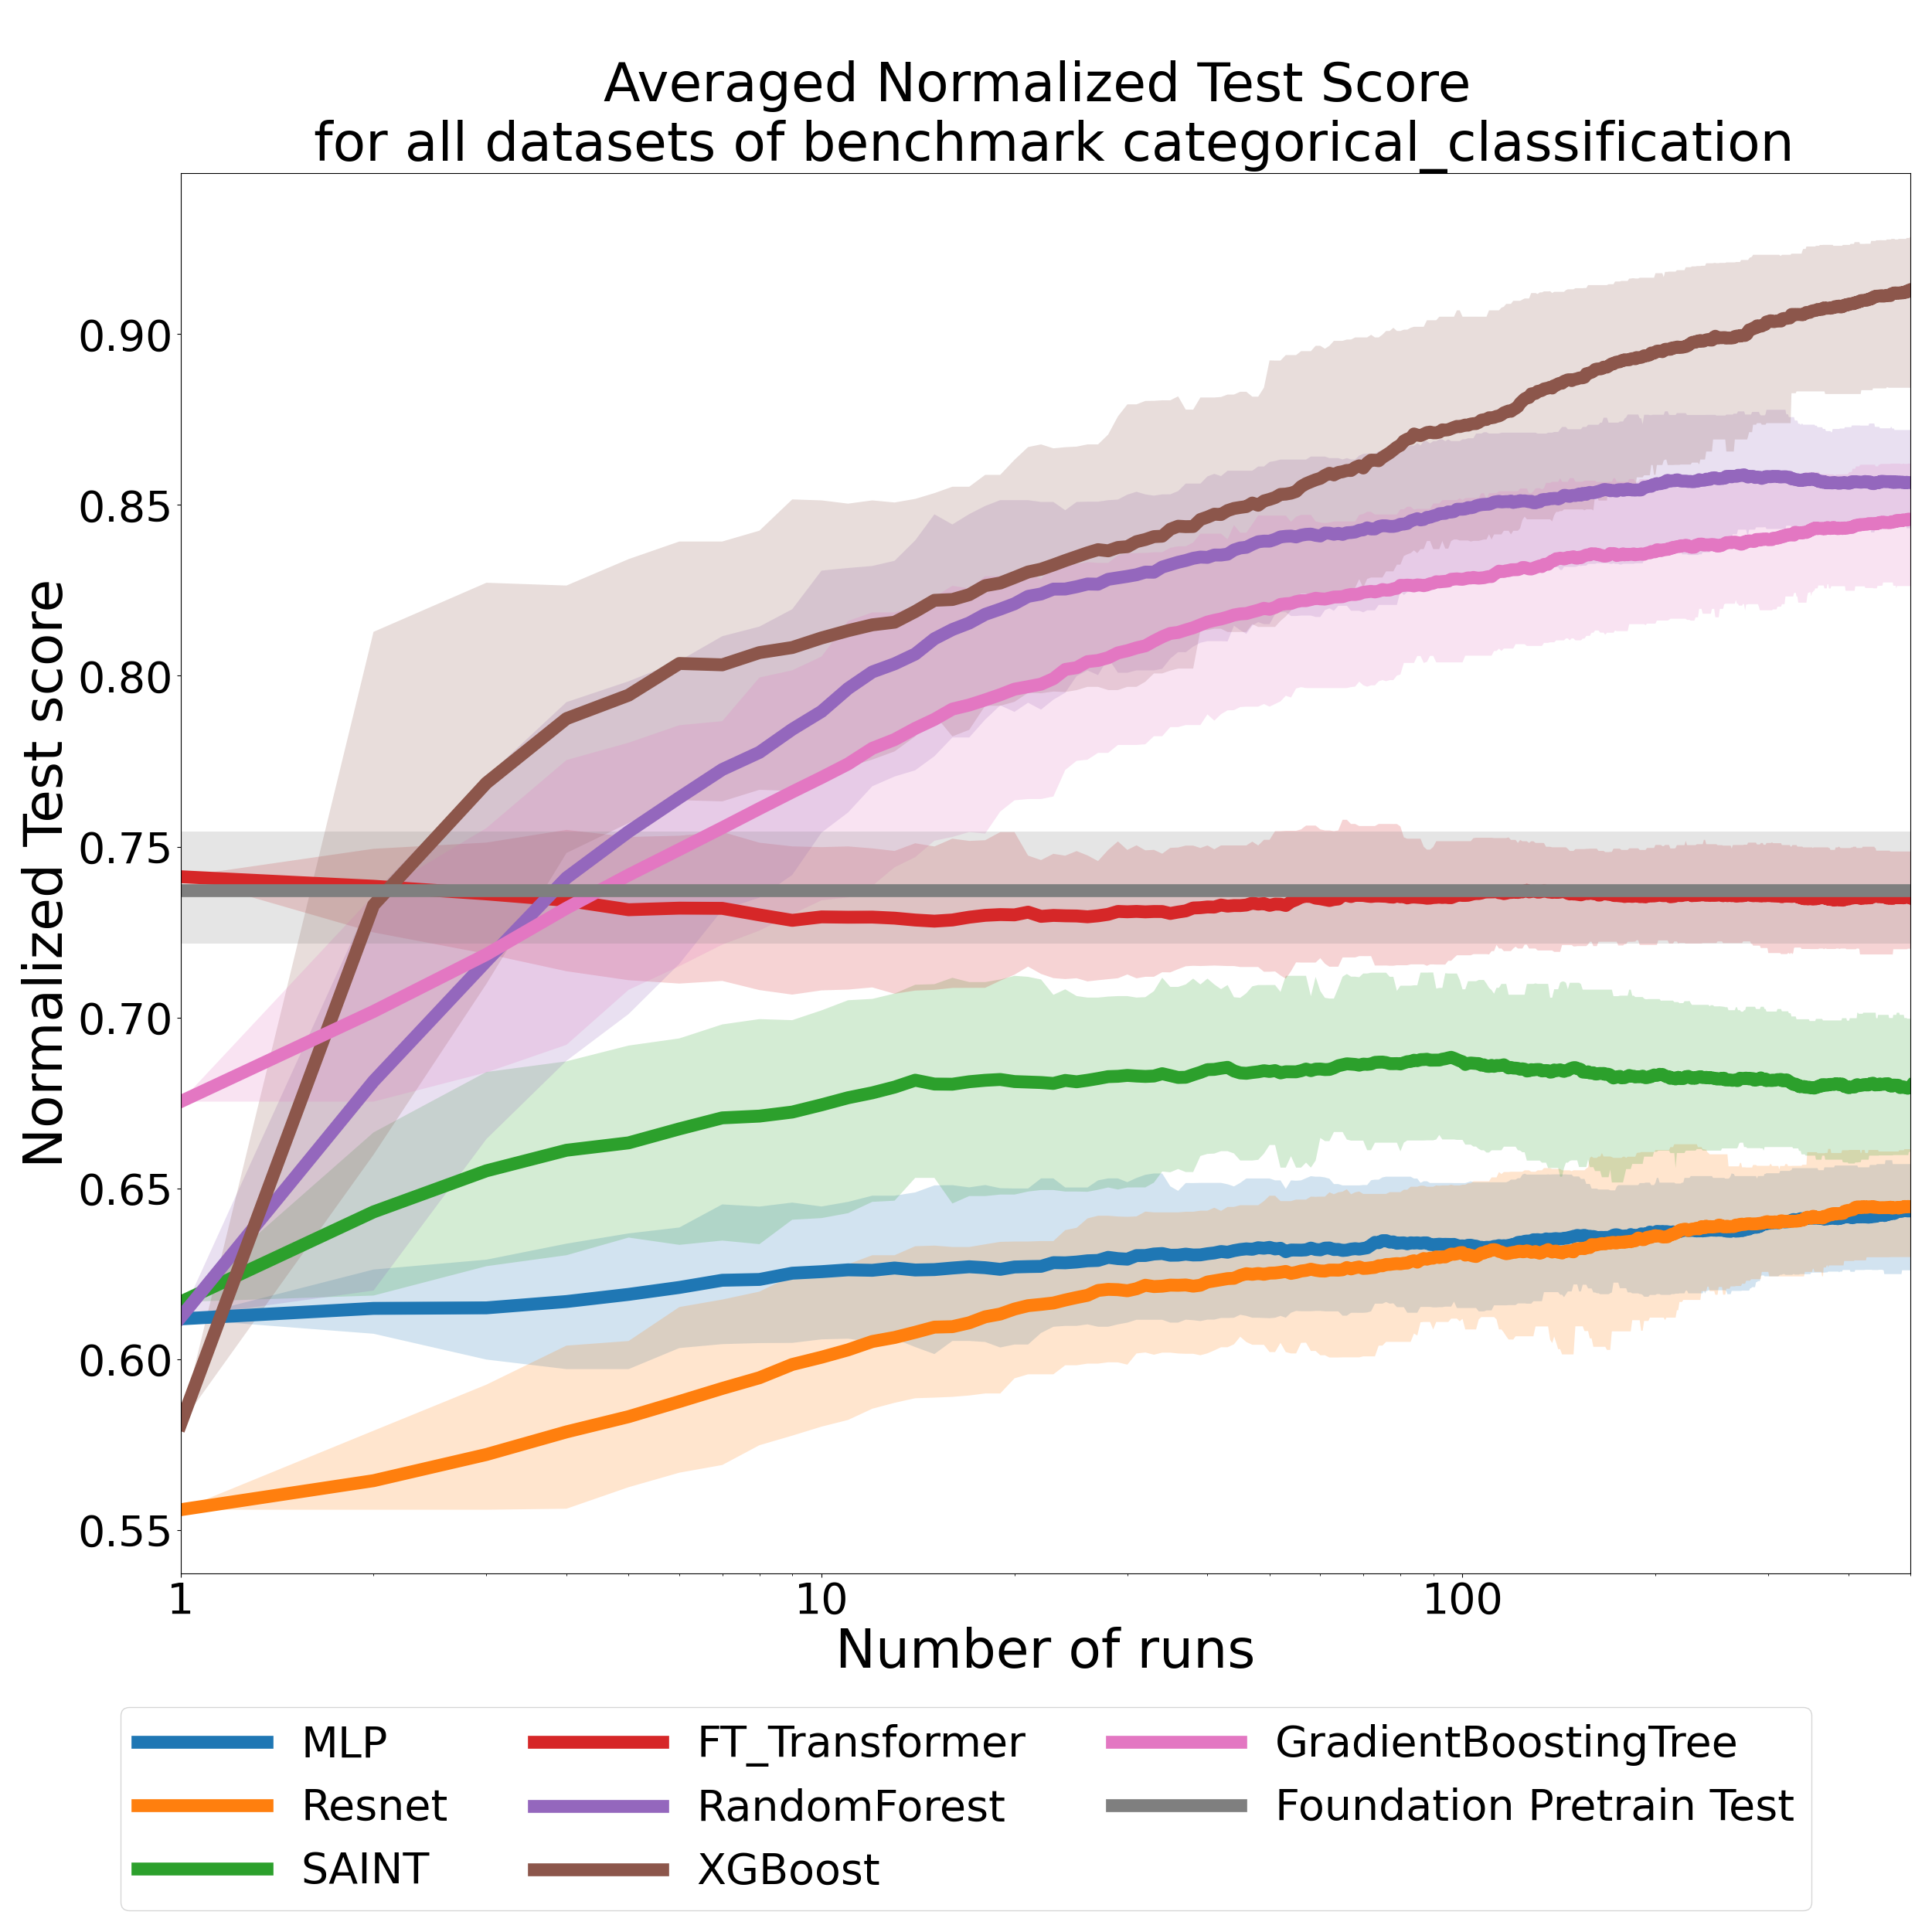 Averaged Normalized Test Score
for all datasets of benchmark categorical_classification
Normalized Test score
0.90
0.85
0.80
0.75
0.70
0.65
0.60
0.55
1
10
100
Number of runs
MLP
Resnet
SAINT
FT_Transformer
RandomForest
XGBoost
GradientBoostingTree
Foundation Pretrain Test